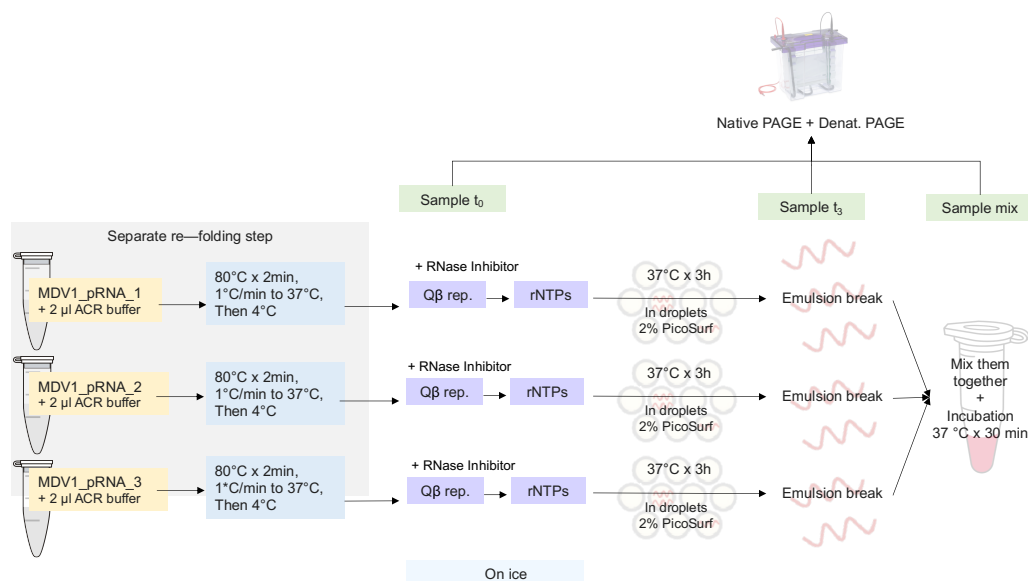 Native PAGE + Denat. PAGE
Sample t₀
Sample t₃
Sample mix
Separate re—folding step
MDV1_pRNA_1
+ 2 µl ACR buffer
80°C x 2min,
1°C/min to 37°C,
Then 4°C
+ RNase Inhibitor
Qβ rep.
rNTPs
37°C x 3h
In droplets
2% PicoSurf
Emulsion break
MDV1_pRNA_2
+ 2 µl ACR buffer
80°C x 2min,
1°C/min to 37°C,
Then 4°C
+ RNase Inhibitor
Qβ rep.
rNTPs
37°C x 3h
In droplets
2% PicoSurf
Emulsion break
Mix them
together
+
Incubation
37 °C x 30 min
MDV1_pRNA_3
+ 2 µl ACR buffer
80°C x 2min,
1*C/min to 37°C,
Then 4°C
+ RNase Inhibitor
Qβ rep.
rNTPs
37°C x 3h
In droplets
2% PicoSurf
Emulsion break
On ice